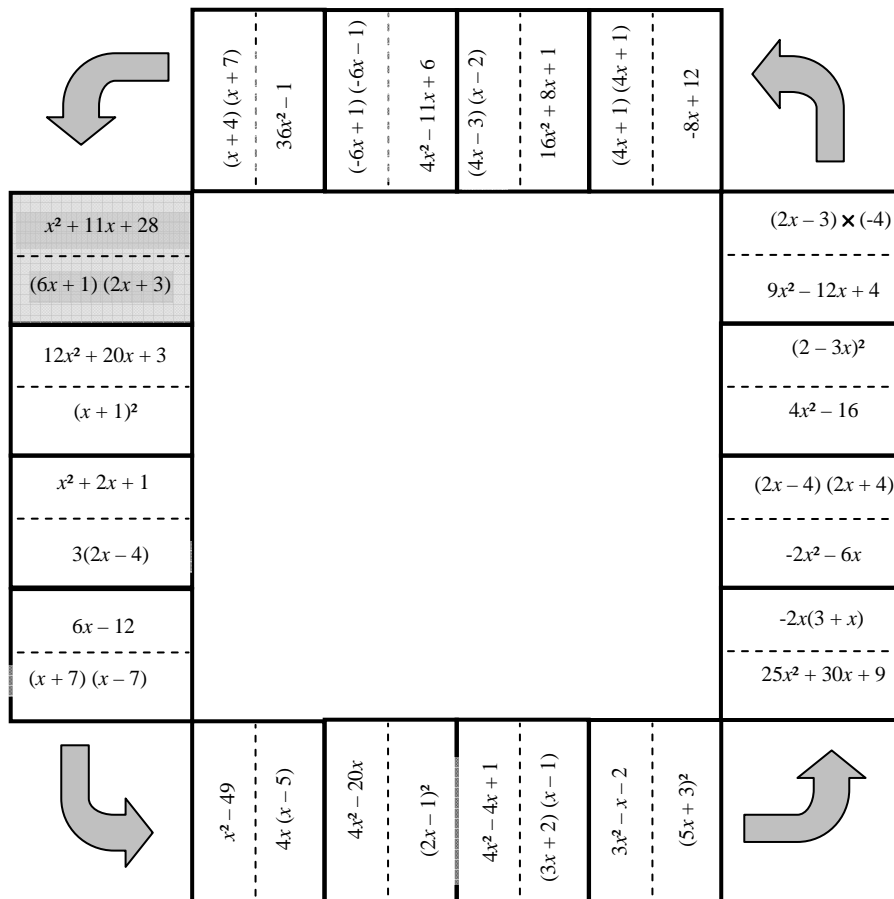 (x + 4) (x + 7)
36x² – 1
(-6x + 1) (-6x – 1)
4x² – 11x + 6
(4x – 3) (x – 2)
16x² + 8x + 1
(4x + 1) (4x + 1)
-8x + 12
x² + 11x + 28
(6x + 1) (2x + 3)
12x² + 20x + 3
(x + 1)²
x² + 2x + 1
3(2x – 4)
6x – 12
(x + 7) (x – 7)
(2x – 3) × (-4)
9x² – 12x + 4
(2 – 3x)²
4x² – 16
(2x – 4) (2x + 4)
-2x² – 6x
-2x(3 + x)
25x² + 30x + 9
x² – 49
4x (x – 5)
4x² – 20x
(2x – 1)²
4x² – 4x + 1
(3x + 2) (x – 1)
3x² – x – 2
(5x + 3)²